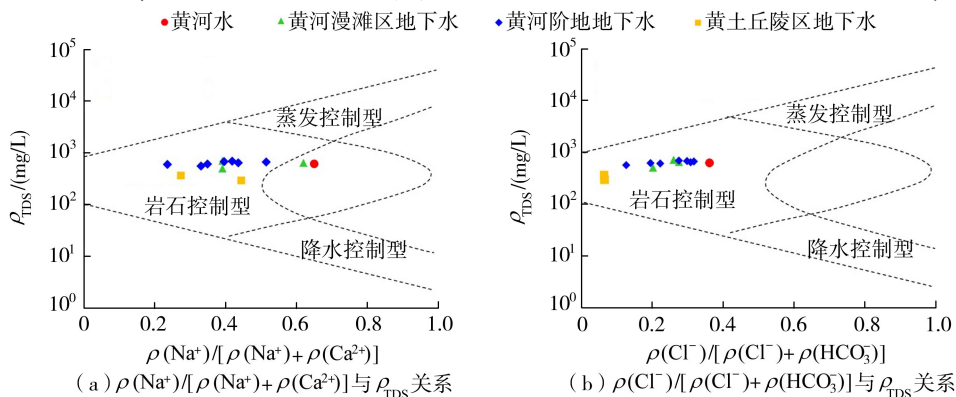 黄河水 黄河漫滩区地下水 黄河阶地地下水 黄土丘陵区地下水
10⁵
10⁴
10³
10²
10¹
10⁰
ρTDS/(mg/L)
蒸发控制型
岩石控制型
降水控制型
0 0.2 0.4 0.6 0.8 1.0
ρ(Na⁺)/[ρ(Na⁺)+ρ(Ca²⁺)]
(a) ρ(Na⁺)/[ρ(Na⁺)+ρ(Ca²⁺)]与ρTDS关系
10⁵
10⁴
10³
10²
10¹
10⁰
ρTDS/(mg/L)
蒸发控制型
岩石控制型
降水控制型
0 0.2 0.4 0.6 0.8 1.0
ρ(Cl⁻)/[ρ(Cl⁻)+ρ(HCO₃⁻)]
(b) ρ(Cl⁻)/[ρ(Cl⁻)+ρ(HCO₃⁻)]与ρTDS关系